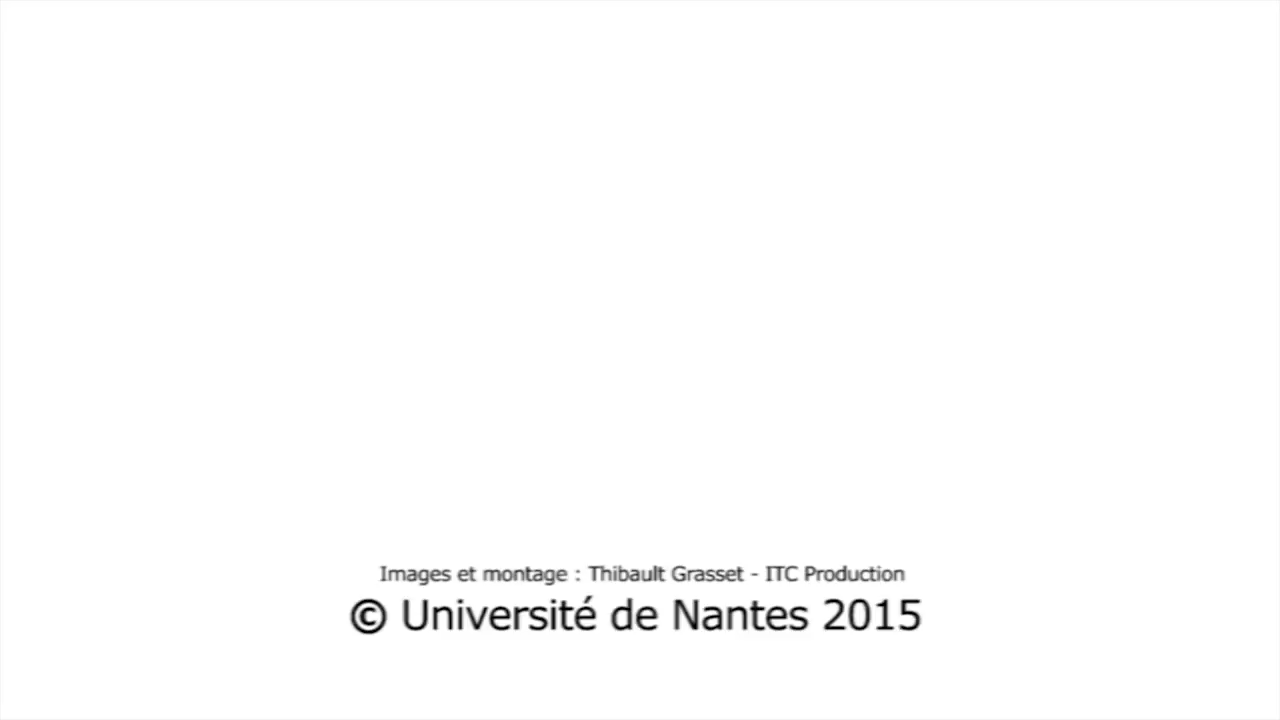 Images et montage : Thibault Grasset - ITC Production
© Université de Nantes 2015